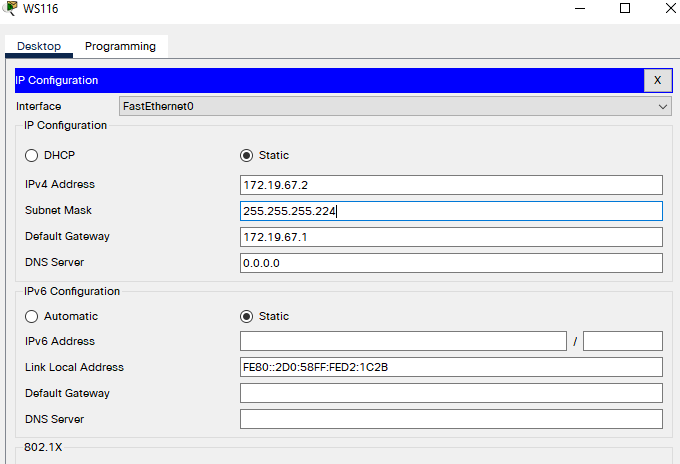 WS116
Desktop Programming
IP Configuration X
Interface FastEthernet0
IP Configuration
DHCP Static
IPv4 Address 172.19.67.2
Subnet Mask 255.255.255.224
Default Gateway 172.19.67.1
DNS Server 0.0.0.0
IPv6 Configuration
Automatic Static
IPv6 Address /
Link Local Address FE80::2D0:58FF:FED2:1C2B
Default Gateway
DNS Server
802.1X